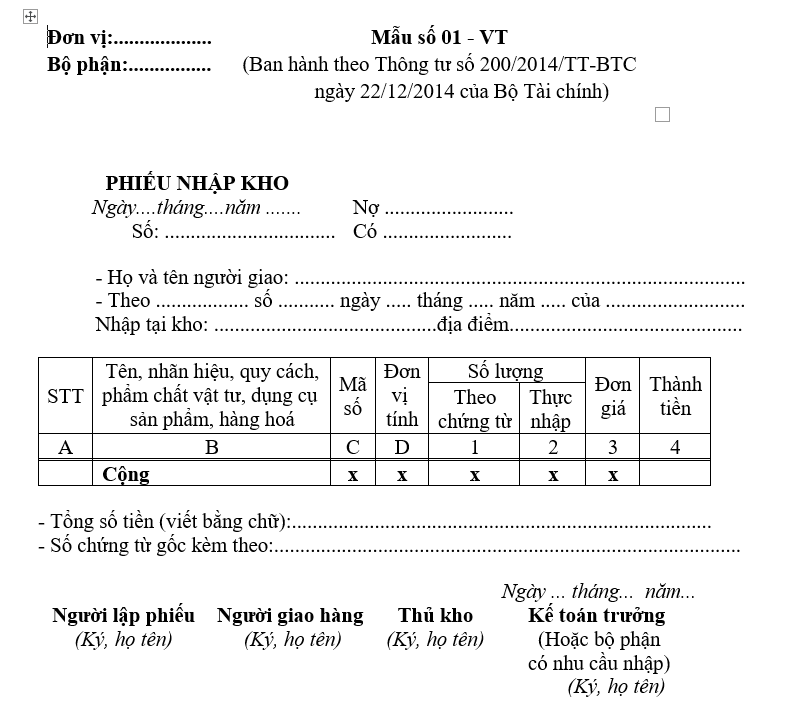 Đơn vị:................... Mẫu số 01 - VT
Bộ phận:................ (Ban hành theo Thông tư số 200/2014/TT-BTC
ngày 22/12/2014 của Bộ Tài chính)
PHIẾU NHẬP KHO
Ngày....tháng....năm ....... Nợ .........................
Số: ................................. Có .........................
- Họ và tên người giao: .......................................................................................
- Theo .................. số ........... ngày ..... tháng ..... năm ..... của ...........................
Nhập tại kho: ...........................................địa điểm.............................................
STT Tên, nhãn hiệu, quy cách, phẩm chất vật tư, dụng cụ sản phẩm, hàng hoá Mã số Đơn vị tính Số lượng Đơn giá Thành tiền
Theo chứng từ Thực nhập
A B C D 1 2 3 4
Cộng x x x x x
- Tổng số tiền (viết bằng chữ):.................................................................................
- Số chứng từ gốc kèm theo:..........................................................................................
Ngày ... tháng... năm...
Người lập phiếu Người giao hàng Thủ kho Kế toán trưởng
(Ký, họ tên) (Ký, họ tên) (Ký, họ tên) (Hoặc bộ phận
có nhu cầu nhập)
(Ký, họ tên)